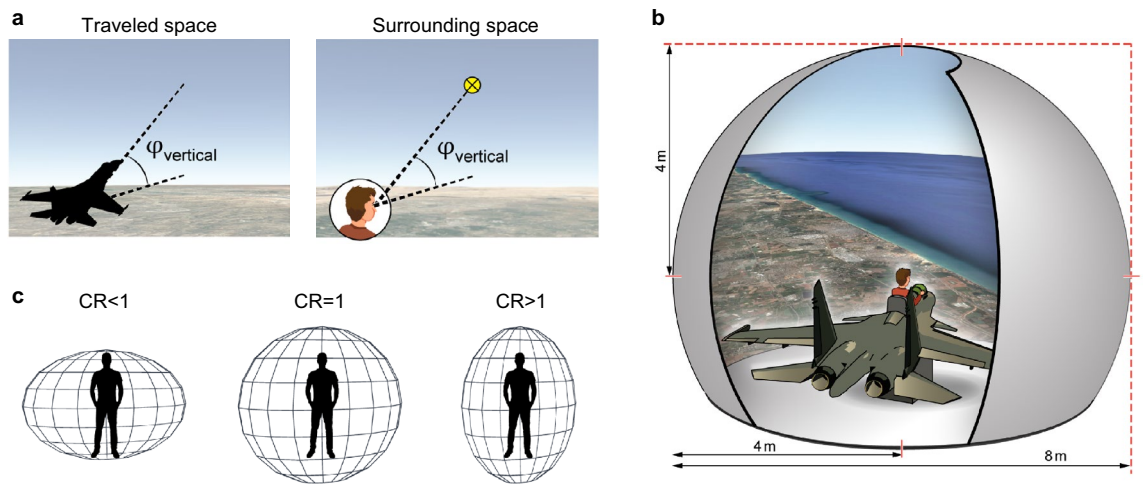 a
Traveled space
Surrounding space
φvertical
φvertical
b
4 m
4 m
8 m
c
CR<1
CR=1
CR>1